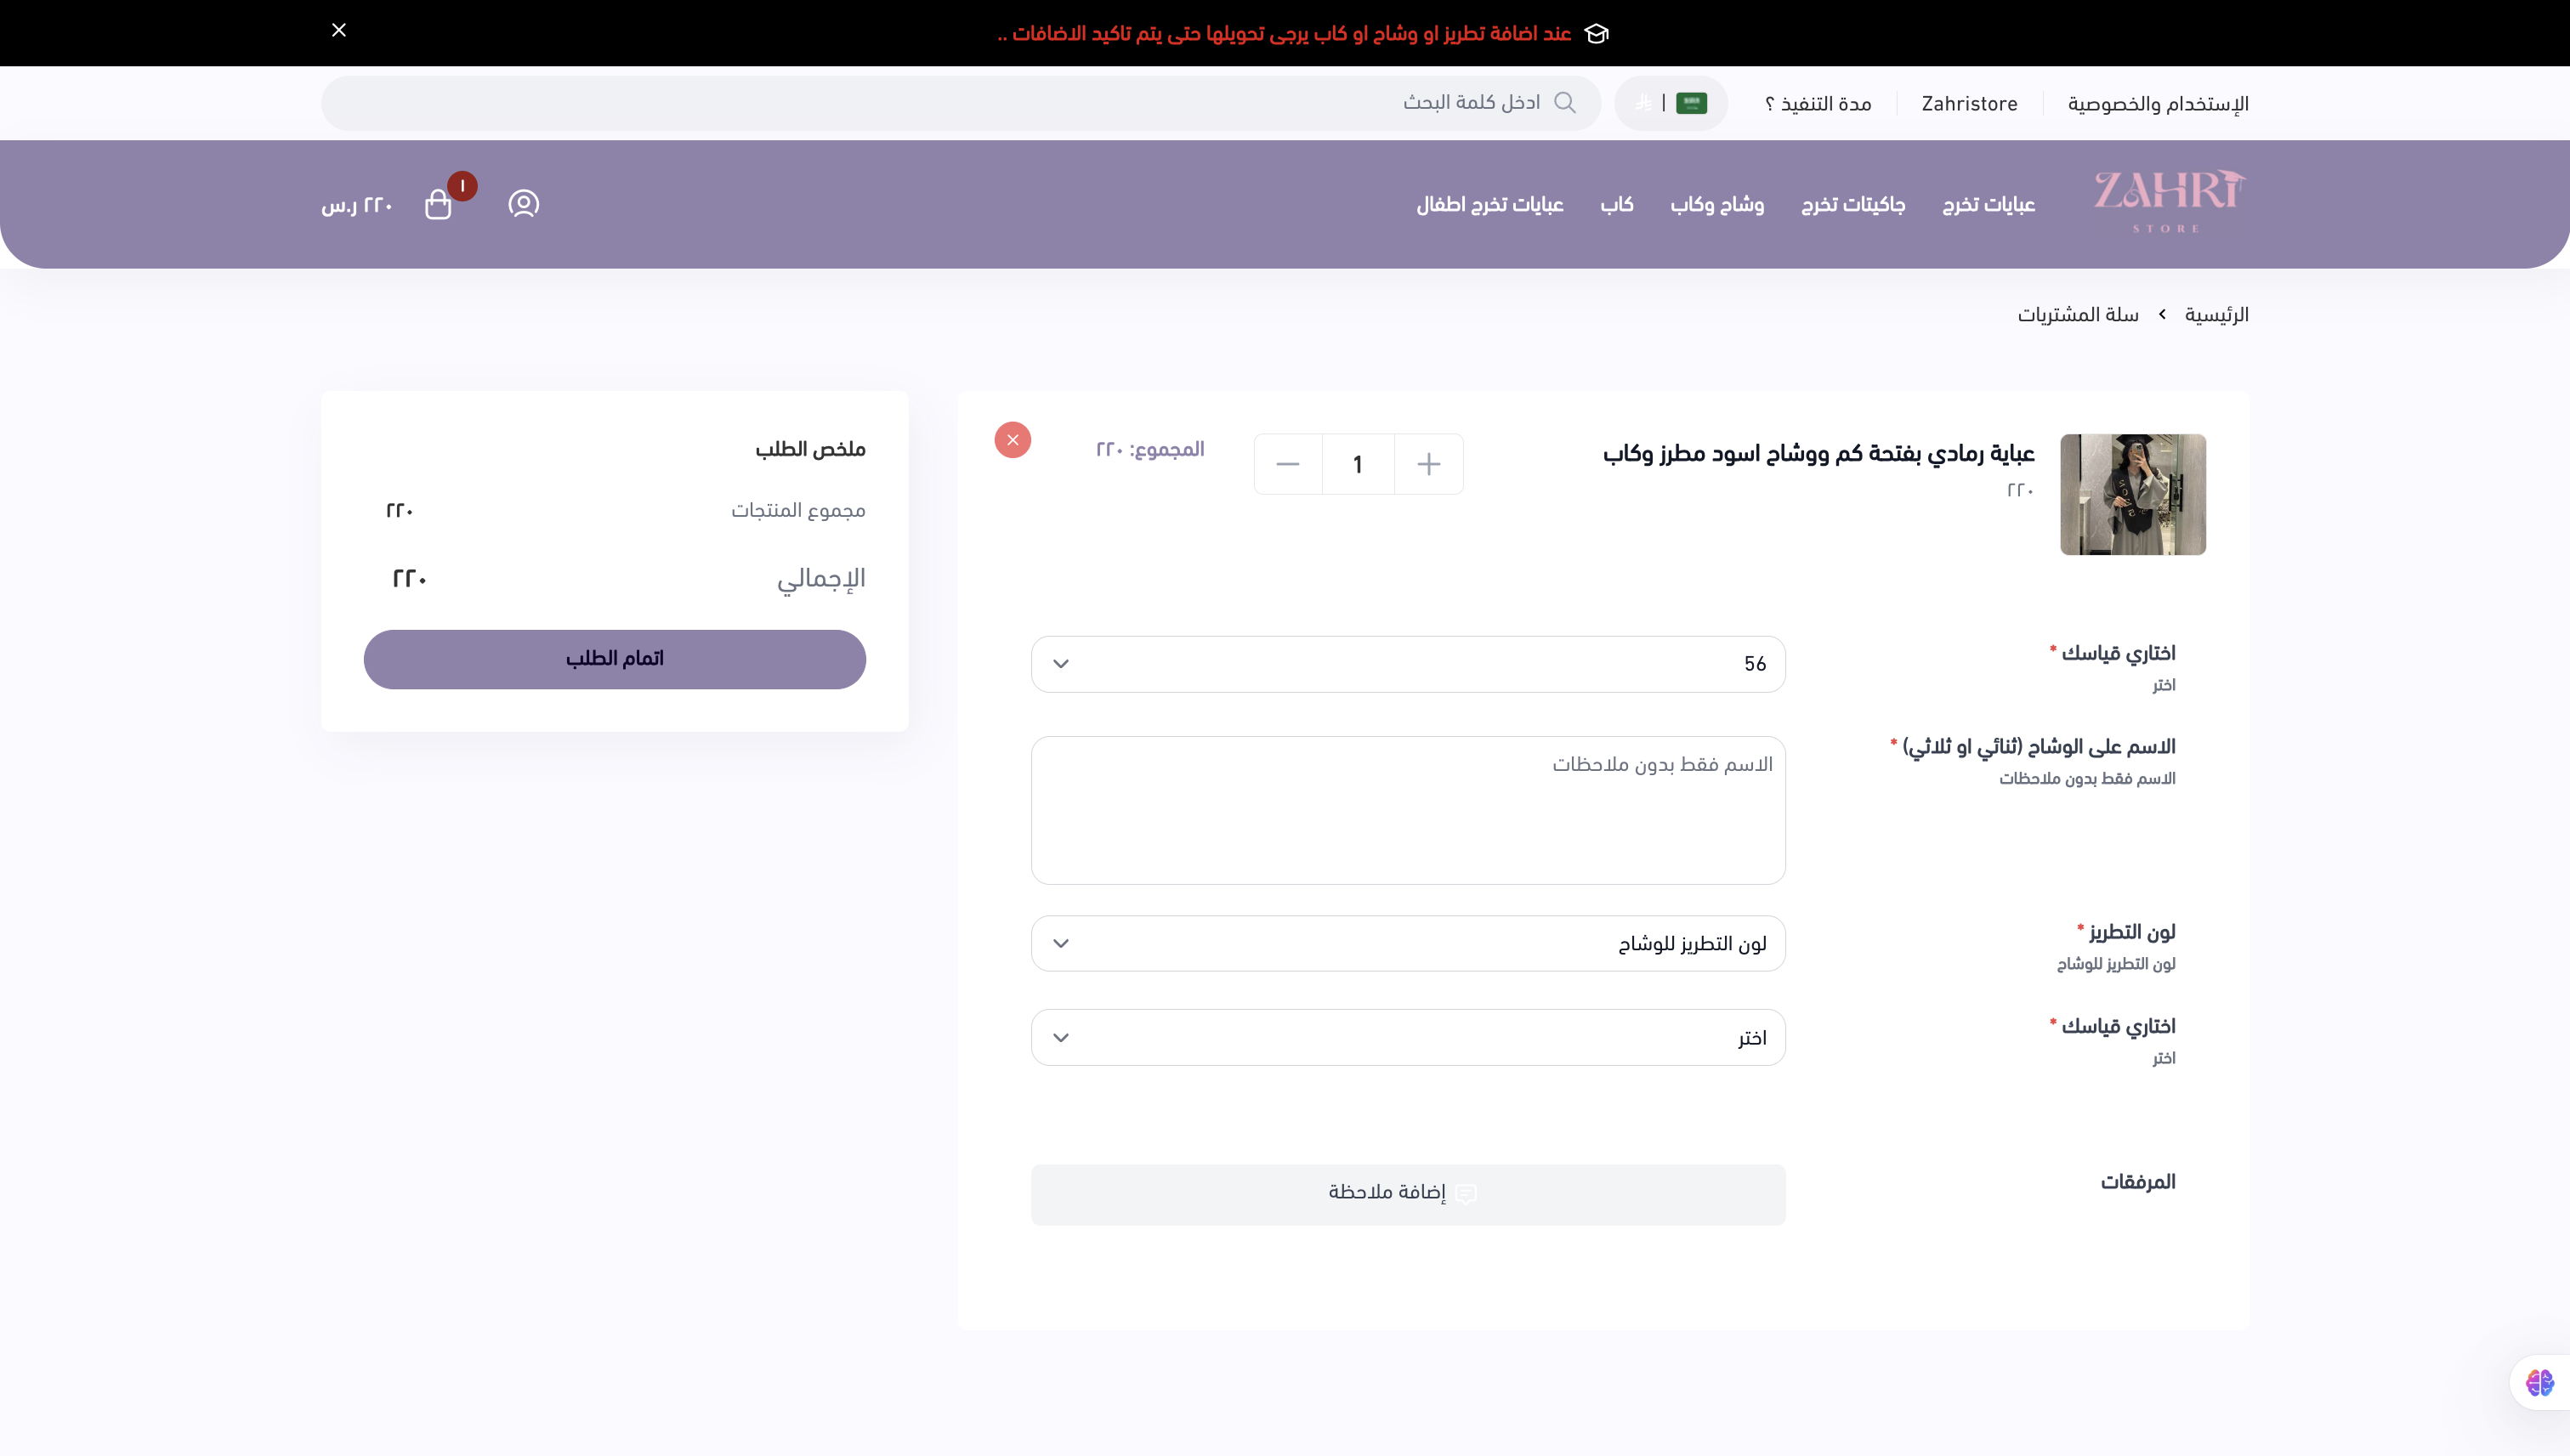 عند اضافة تطريز او وشاح او كاب يرجى تحويلها حتى يتم تاكيد الاضافات ..
الإستخدام والخصوصية
Zahristore
مدة التنفيذ ؟
|
ادخل كلمة البحث
ZAHRI
STORE
عبايات تخرج
جاكيتات تخرج
وشاح وكاب
كاب
عبايات تخرج اطفال
١
٢٢٠ ر.س
الرئيسية
سلة المشتريات
عباية رمادي بفتحة كم ووشاح اسود مطرز وكاب
٢٢٠
1
المجموع: ٢٢٠
اختاري قياسك *
اختر
56
الاسم على الوشاح (ثنائي او ثلاثي) *
الاسم فقط بدون ملاحظات
الاسم فقط بدون ملاحظات
لون التطريز *
لون التطريز للوشاح
لون التطريز للوشاح
اختاري قياسك *
اختر
اختر
المرفقات
إضافة ملاحظة
ملخص الطلب
مجموع المنتجات ٢٢٠
الإجمالي ٢٢٠
اتمام الطلب